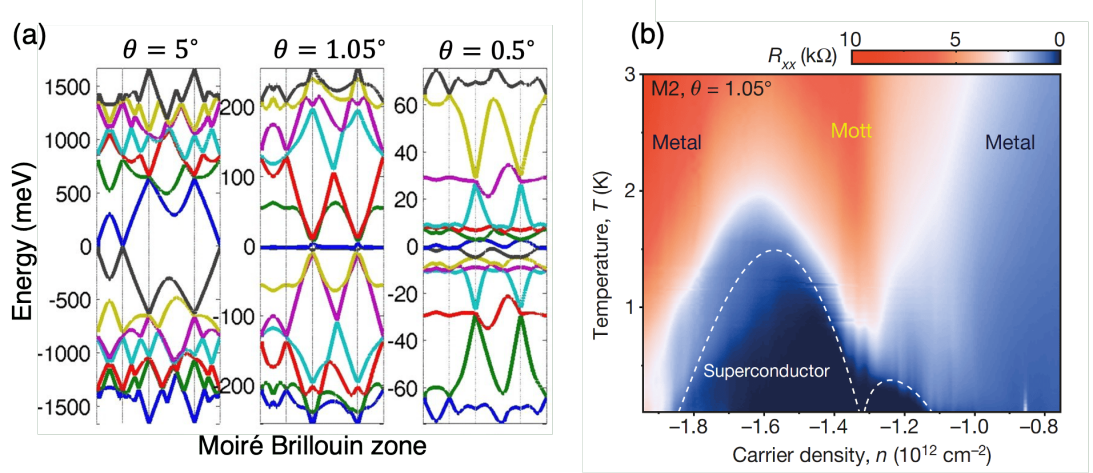 (a)
θ = 5° θ = 1.05° θ = 0.5°
Energy (meV)
1500
1000
500
0
-500
-1000
-1500
200
100
0
-100
-200
60
40
20
0
-20
-40
-60
Moiré Brillouin zone
(b)
10 5 0
Rxx (kΩ)
M2, θ = 1.05°
Metal Mott Metal
Superconductor
Temperature, T (K)
3
2
1
−1.8 −1.6 −1.4 −1.2 −1.0 −0.8
Carrier density, n (10¹² cm⁻²)